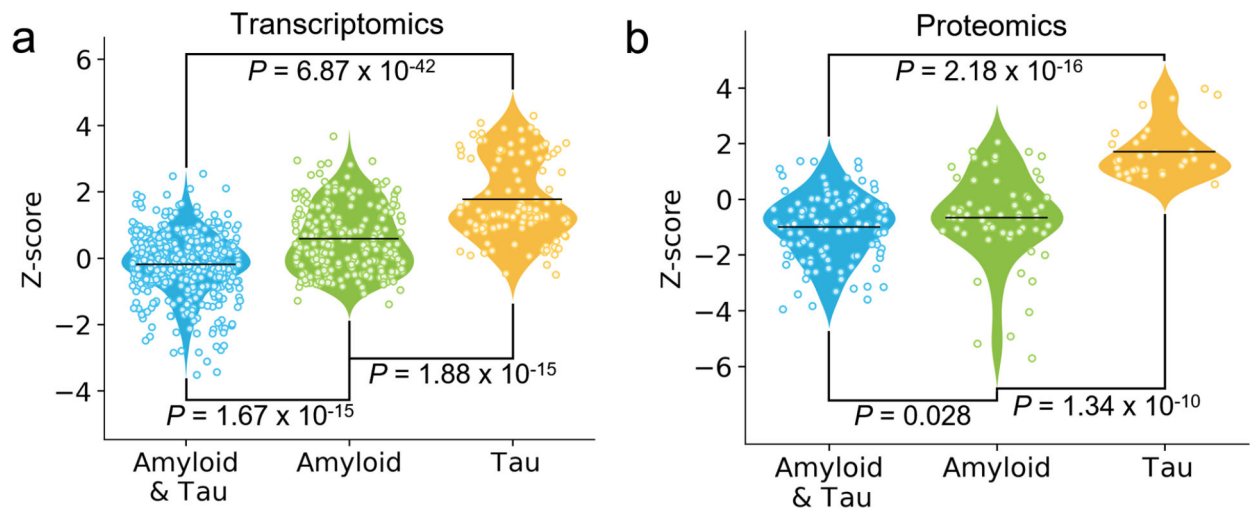 a
Transcriptomics
6
4
2
0
−2
−4
Z-score
P = 6.87 x 10-42
P = 1.88 x 10-15
P = 1.67 x 10-15
Amyloid
& Tau
Amyloid
Tau
b
Proteomics
4
2
0
−2
−4
−6
Z-score
P = 2.18 x 10-16
P = 0.028
P = 1.34 x 10-10
Amyloid
& Tau
Amyloid
Tau